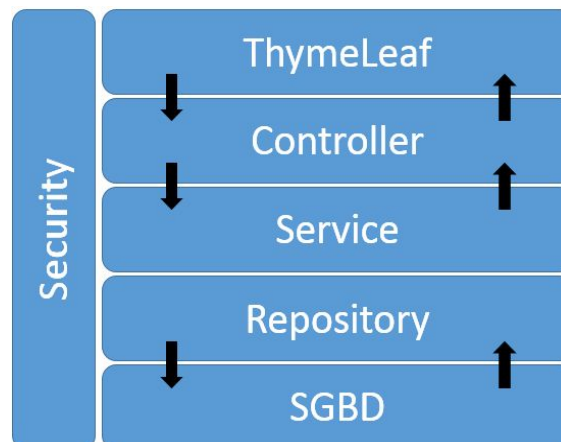 Security
ThymeLeaf
Controller
Service
Repository
SGBD